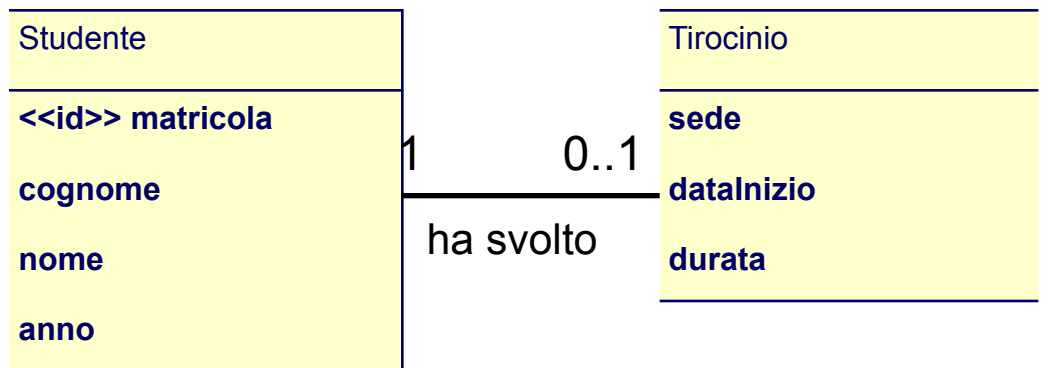 Studente
<<id>> matricola
cognome
nome
anno
1
0..1
ha svolto
Tirocinio
sede
dataInizio
durata